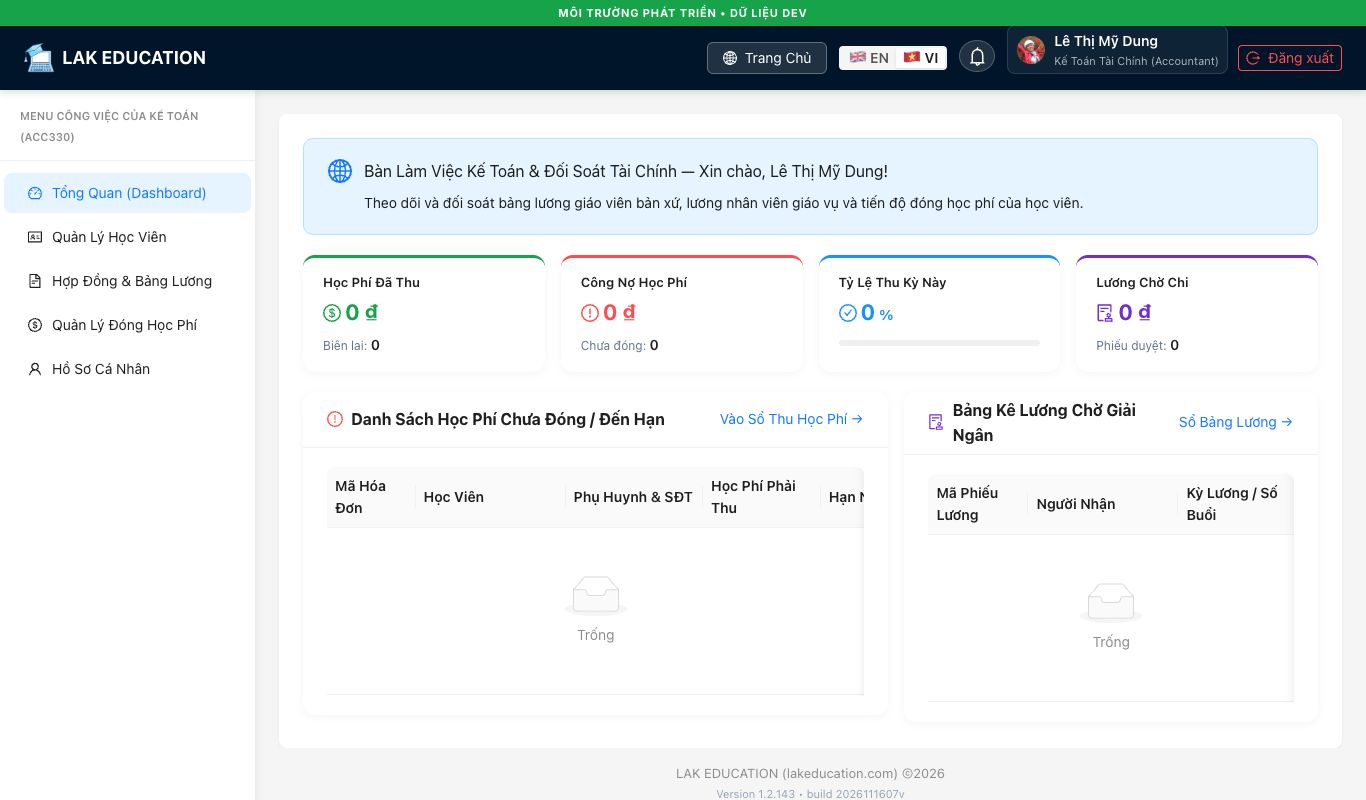 MÔI TRƯỜNG PHÁT TRIỂN • DỮ LIỆU DEV
LAK EDUCATION
Trang Chủ
EN
VI
Lê Thị Mỹ Dung
Kế Toán Tài Chính (Accountant)
Đăng xuất
MENU CÔNG VIỆC CỦA KẾ TOÁN
(ACC330)
Tổng Quan (Dashboard)
Quản Lý Học Viên
Hợp Đồng & Bảng Lương
Quản Lý Đóng Học Phí
Hồ Sơ Cá Nhân
Bàn Làm Việc Kế Toán & Đối Soát Tài Chính — Xin chào, Lê Thị Mỹ Dung!
Theo dõi và đối soát bảng lương giáo viên bản xứ, lương nhân viên giáo vụ và tiến độ đóng học phí của học viên.
Học Phí Đã Thu
0 ₫
Biên lai: 0
Công Nợ Học Phí
0 ₫
Chưa đóng: 0
Tỷ Lệ Thu Kỳ Này
0 %
Lương Chờ Chi
0 ₫
Phiếu duyệt: 0
Danh Sách Học Phí Chưa Đóng / Đến Hạn
Vào Sổ Thu Học Phí →
Mã Hóa
Đơn
Học Viên
Phụ Huynh & SĐT
Học Phí Phải
Thu
Hạn
Trống
Bảng Kê Lương Chờ Giải
Ngân
Sổ Bảng Lương →
Mã Phiếu
Lương
Người Nhận
Kỳ Lương / Số
Buổi
Trống
LAK EDUCATION (lakeducation.com) ©2026
Version 1.2.143 • build 2026111607v